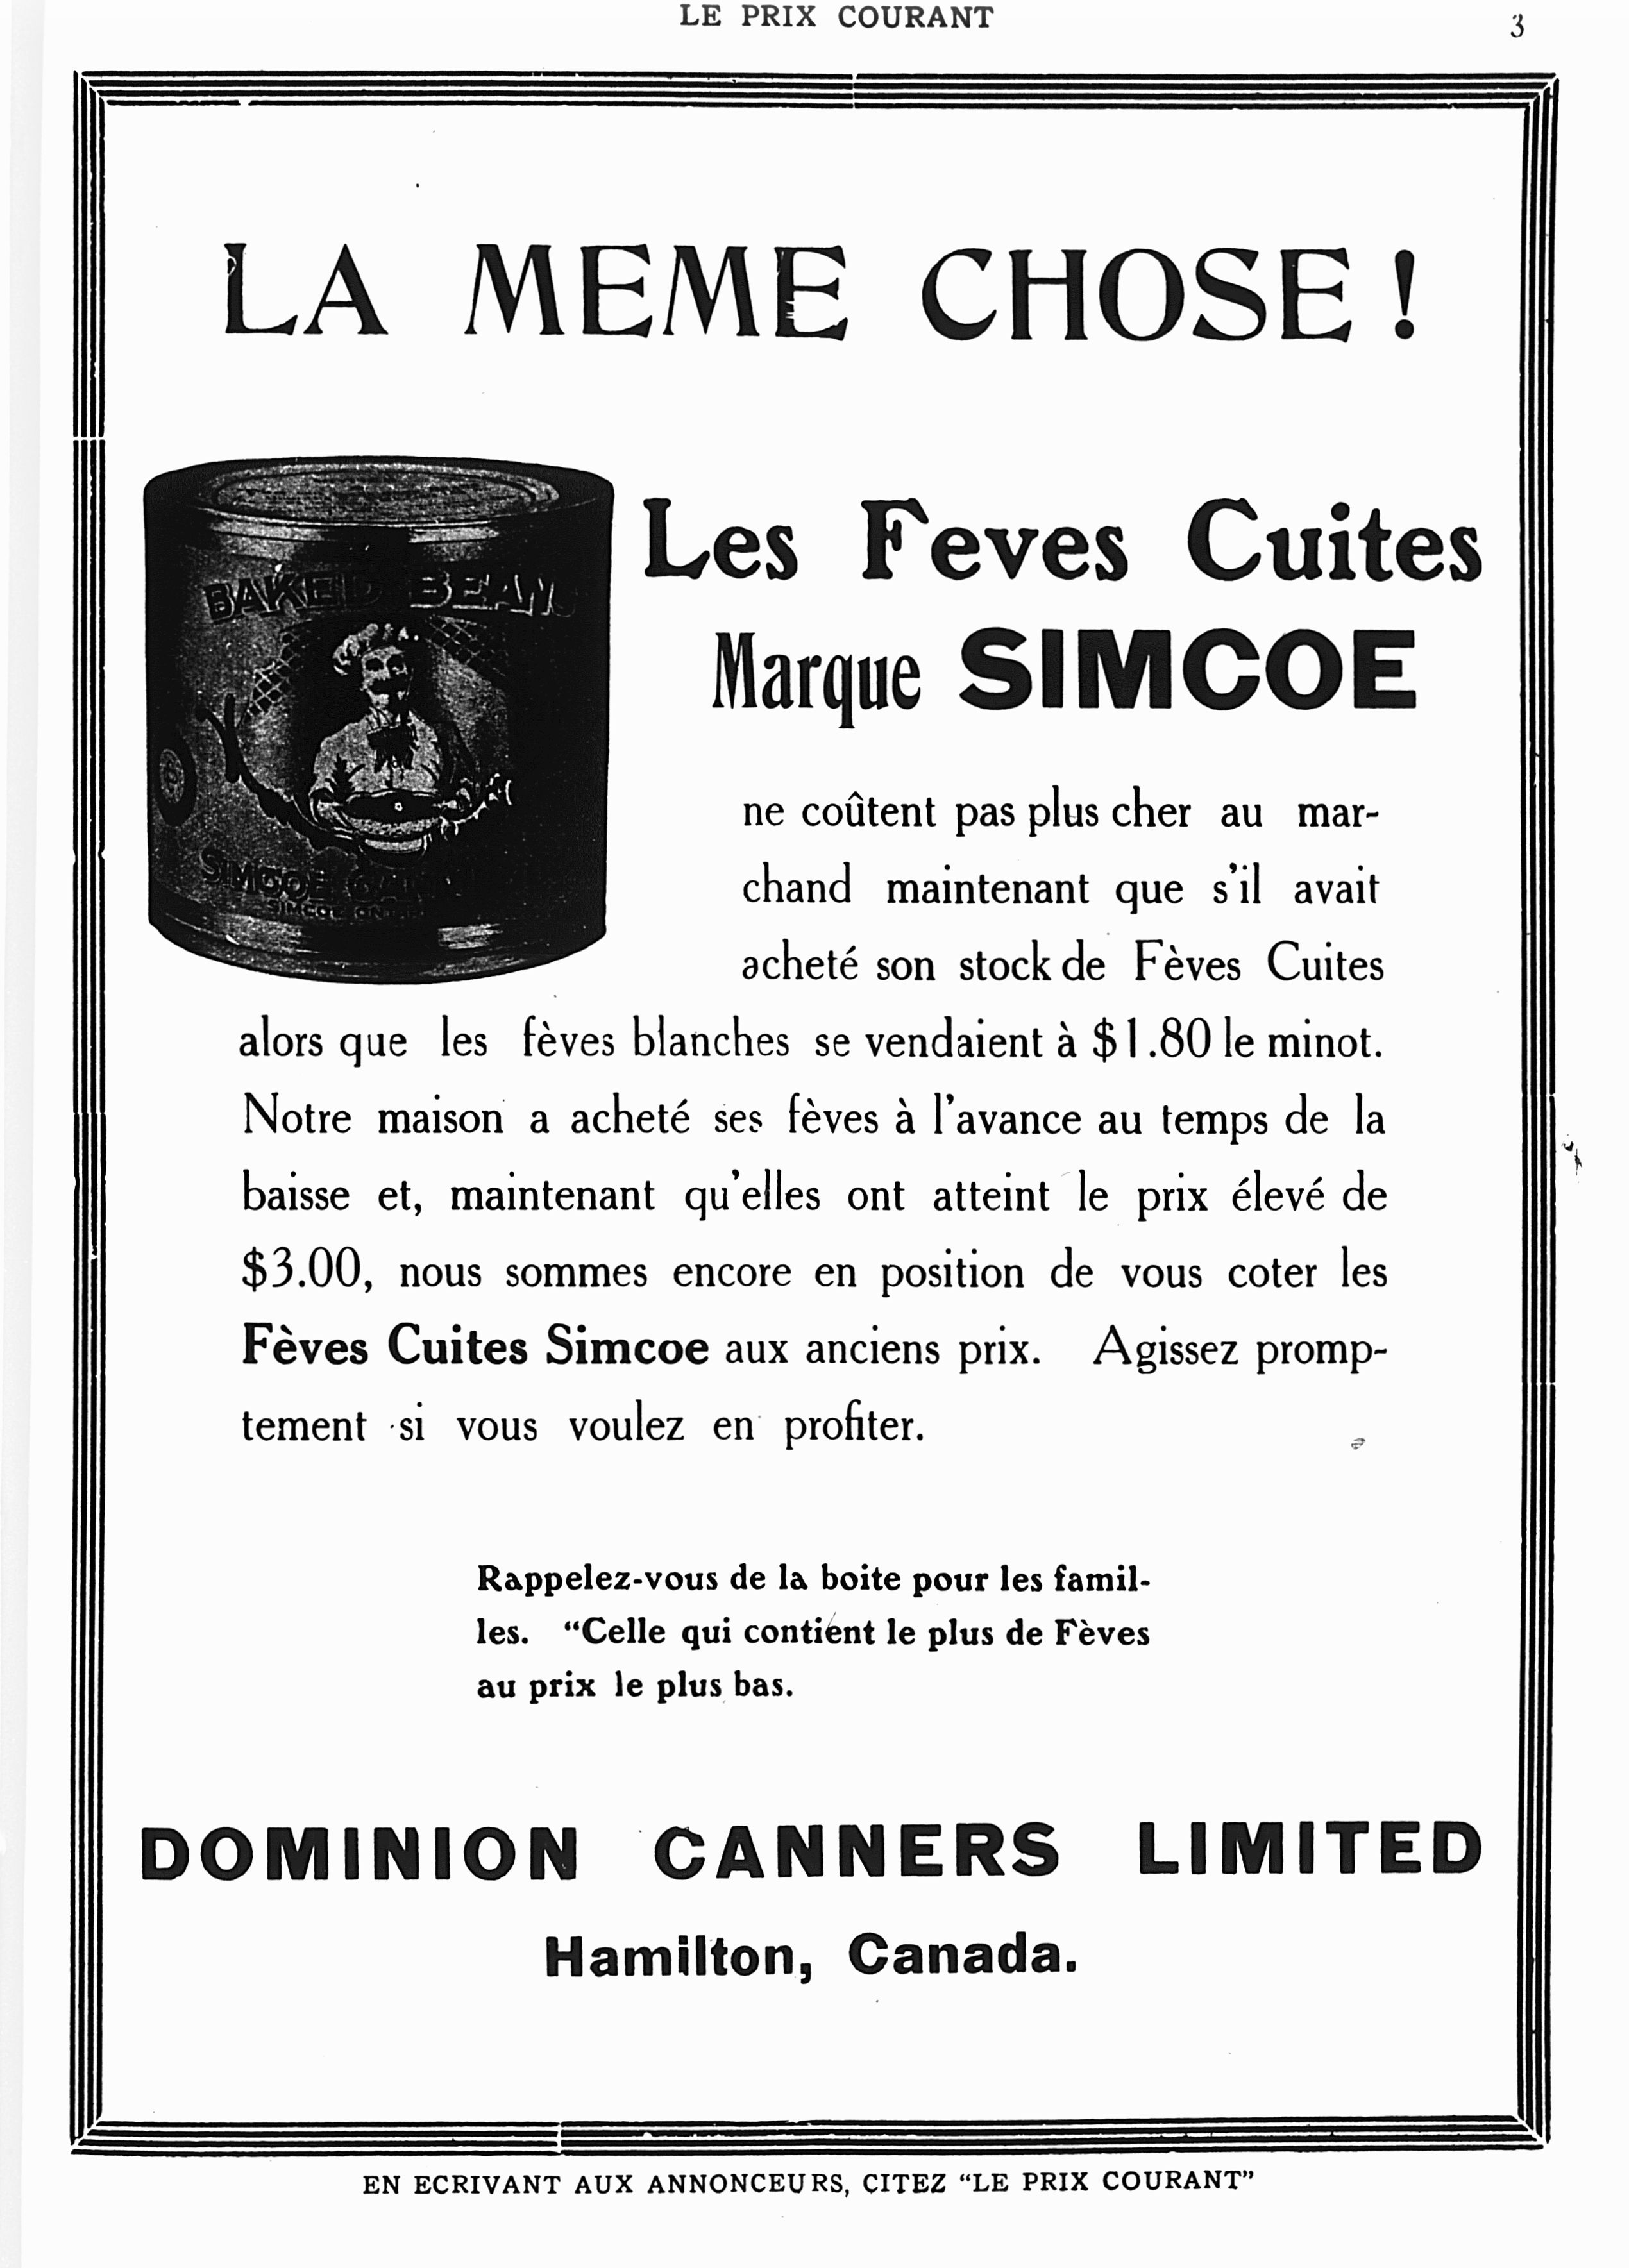 LE PRIX COURANT
3
LA MEME CHOSE!
BAKED BEANS
SIMCOE
SIMCOE
Les Feves Cuites
Marque SIMCOE
ne coûtent pas plus cher au mar-
chand maintenant que s'il avait
acheté son stock de Fèves Cuites
alors que les fèves blanches se vendaient à $1.80 le minot.
Notre maison a acheté ses fèves à l'avance au temps de la
baisse et, maintenant qu'elles ont atteint le prix élevé de
$3.00, nous sommes encore en position de vous coter les
Fèves Cuites Simcoe aux anciens prix. Agissez promp-
tement si vous voulez en profiter.
Rappelez-vous de la boite pour les famil-
les. "Celle qui contient le plus de Fèves
au prix le plus bas.
DOMINION CANNERS LIMITED
Hamilton, Canada.
EN ECRIVANT AUX ANNONCEURS, CITEZ "LE PRIX COURANT"